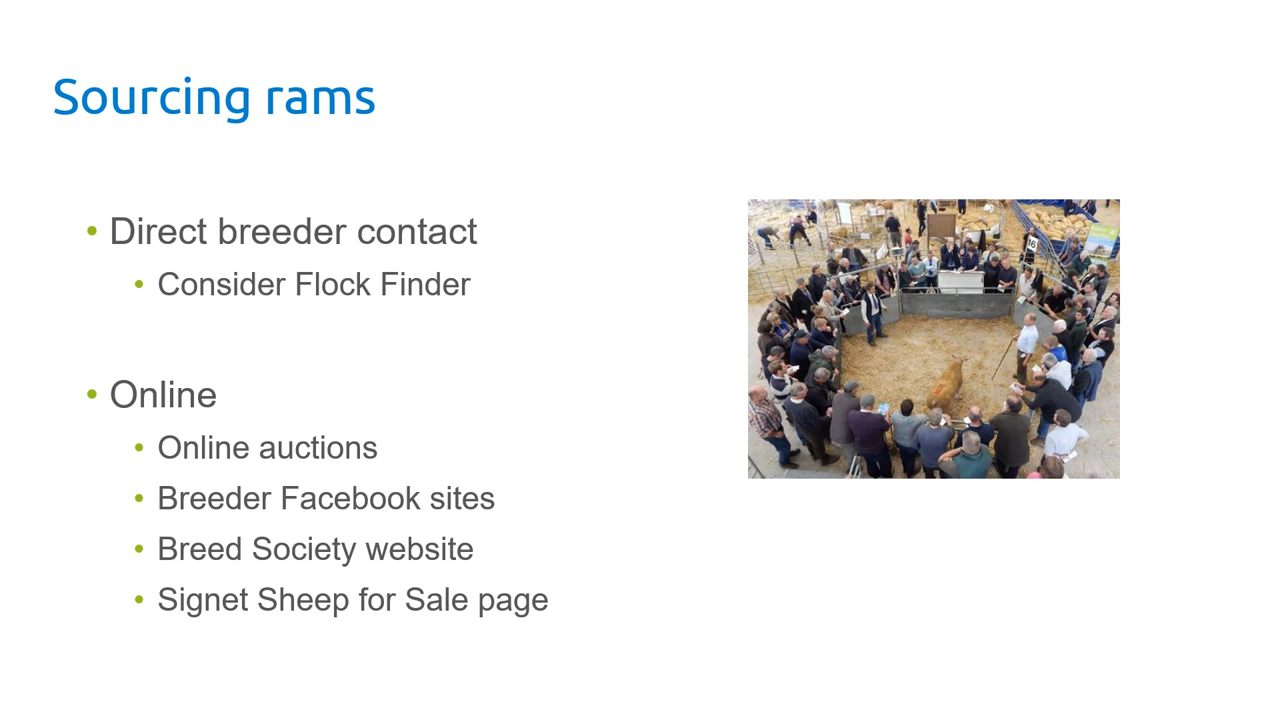 Sourcing rams
• Direct breeder contact
• Consider Flock Finder
• Online
• Online auctions
• Breeder Facebook sites
• Breed Society website
• Signet Sheep for Sale page
16